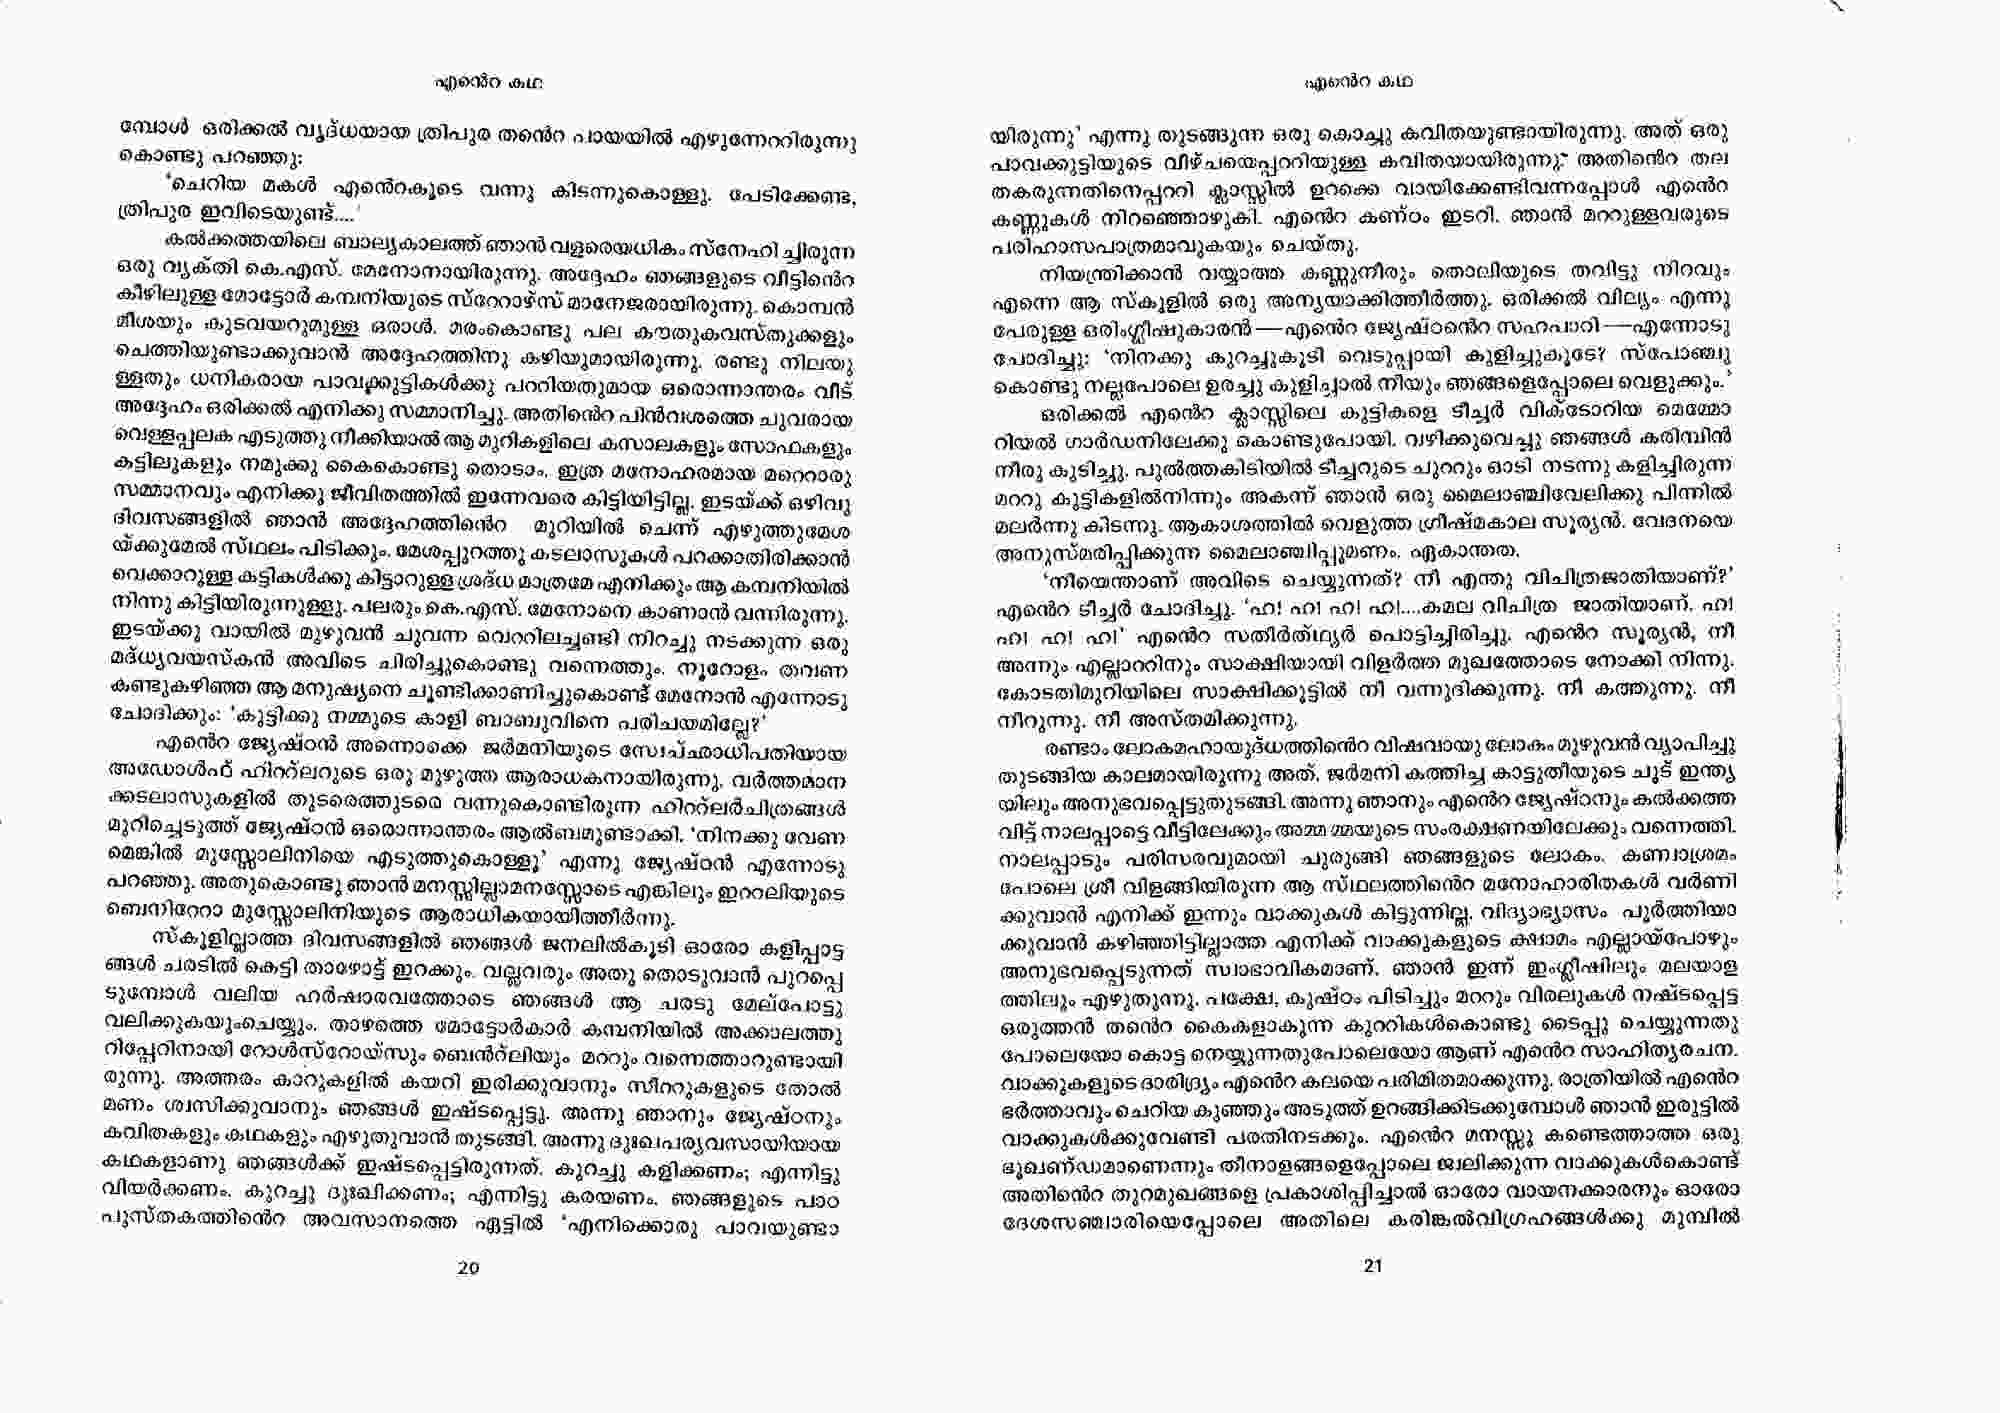 എന്റെ കഥ
മ്പോൾ ഒരിക്കൽ വൃദ്ധയായ ത്രിപുര തന്റെ പായയിൽ എഴുന്നേററിരുന്നു
കൊണ്ടു പറഞ്ഞു:
'ചെറിയ മകൾ എന്റെകൂടെ വന്നു കിടന്നുകൊള്ളു. പേടിക്കേണ്ട,
ത്രിപുര ഇവിടെയുണ്ട്....'
കൽക്കത്തയിലെ ബാല്യകാലത്ത് ഞാൻ വളരെയധികം സ്നേഹി ച്ചിരുന്ന
ഒരു വ്യക്തി കെ.എസ്. മേനോനായിരുന്നു. അദ്ദേഹം ഞങ്ങളുടെ വീട്ടിന്റെ
കീഴിലുള്ള മോട്ടോർ കമ്പനിയുടെ സ്റേറാഴ്സ് മാനേജരായിരുന്നു. കൊമ്പൻ
മീശയും കുടവയറുമുള്ള ഒരാൾ. മരംകൊണ്ടു പല കൗതുകവസ്തുക്കളും
ചെത്തിയുണ്ടാക്കുവാൻ അദ്ദേഹത്തിനു കഴിയുമായിരുന്നു. രണ്ടു നിലയു
ള്ളതും ധനികരായ പാവക്കുട്ടികൾക്കു പററിയതുമായ ഒരൊന്നാന്തരം വീട്
അദ്ദേഹം ഒരിക്കൽ എനിക്കു സമ്മാനിച്ചു. അതിന്റെ പിൻവശത്തെ ചുവരായ
വെള്ളപ്പലക എടുത്തു നീക്കിയാൽ ആ മുറികളിലെ കസാലകളും സോഫകളും
കട്ടിലുകളും നമുക്കു കൈകൊണ്ടു തൊടാം. ഇത്ര മനോഹരമായ മറെറാരു
സമ്മാനവും എനിക്കു ജീവിതത്തിൽ ഇന്നേവരെ കിട്ടിയിട്ടില്ല. ഇടയ്ക്ക് ഒഴിവു
ദിവസങ്ങളിൽ ഞാൻ അദ്ദേഹത്തിന്റെ മുറിയിൽ ചെന്ന് എഴുത്തുമേശ
യ്ക്കുമേൽ സ്ഥലം പിടിക്കും. മേശപ്പുറത്തു കടലാസുകൾ പറക്കാതിരിക്കാൻ
വെക്കാറുള്ള കട്ടികൾക്കു കിട്ടാറുള്ള ശ്രദ്ധ മാത്രമേ എനിക്കും ആ കമ്പനിയിൽ
നിന്നു കിട്ടിയിരുന്നുള്ളു. പലരും കെ.എസ്. മേനോനെ കാണാൻ വന്നിരുന്നു.
ഇടയ്ക്കു വായിൽ മുഴുവൻ ചുവന്ന വെററിലച്ചണ്ടി നിറച്ചു നടക്കുന്ന ഒരു
മദ്ധ്യവയസ്കൻ അവിടെ ചിരിച്ചുകൊണ്ടു വന്നെത്തും. നൂറോളം തവണ
കണ്ടുകഴിഞ്ഞ ആ മനുഷ്യനെ ചൂണ്ടിക്കാണിച്ചുകൊണ്ട് മേനോൻ എന്നോടു
ചോദിക്കും: 'കുട്ടിക്കു നമ്മുടെ കാളി ബാബുവിനെ പരിചയമില്ലേ?'
എന്റെ ജ്യേഷ്ഠൻ അന്നൊക്കെ ജർമനിയുടെ സ്വേച്ഛാധിപതിയായ
അഡോൾഫ് ഹിററ്ലറുടെ ഒരു മുഴുത്ത ആരാധകനായിരുന്നു. വർത്തമാന
ക്കടലാസുകളിൽ തുടരെത്തുടരെ വന്നുകൊണ്ടിരുന്ന ഹിററ്ലർചിത്രങ്ങൾ
മുറിച്ചെടുത്ത് ജ്യേഷ്ഠൻ ഒരൊന്നാന്തരം ആൽബമുണ്ടാക്കി. 'നിനക്കു വേണ
മെങ്കിൽ മുസ്സോലിനിയെ എടുത്തുകൊള്ളൂ' എന്നു ജ്യേഷ്ഠൻ എന്നോടു
പറഞ്ഞു. അതുകൊണ്ടു ഞാൻ മനസ്സില്ലാമനസ്സോടെ എങ്കിലും ഇററലിയുടെ
ബെനിറേറാ മുസ്സോലിനിയുടെ ആരാധികയായിത്തീർന്നു.
സ്കൂളില്ലാത്ത ദിവസങ്ങളിൽ ഞങ്ങൾ ജനലിൽകൂടി ഓരോ കളിപ്പാട്ട
ങ്ങൾ ചരടിൽ കെട്ടി താഴോട്ട് ഇറക്കും. വല്ലവരും അതു തൊടുവാൻ പുറപ്പെ
ടുമ്പോൾ വലിയ ഹർഷാരവത്തോടെ ഞങ്ങൾ ആ ചരടു മേല്പോട്ടു
വലിക്കുകയുംചെയ്യും. താഴത്തെ മോട്ടോർകാർ കമ്പനിയിൽ അക്കാലത്തു
റിപ്പേറിനായി റോൾസ്റോയ്സും ബെൻറ്ലിയും മററും വന്നെത്താറുണ്ടായി
രുന്നു. അത്തരം കാറുകളിൽ കയറി ഇരിക്കുവാനും സീററുകളുടെ തോൽ
മണം ശ്വസിക്കുവാനും ഞങ്ങൾ ഇഷ്ടപ്പെട്ടു. അന്നു ഞാനും ജ്യേഷ്ഠനും
കവിതകളും കഥകളും എഴുതുവാൻ തുടങ്ങി. അന്നു ദുഃഖപര്യവസായിയായ
കഥകളാണു ഞങ്ങൾക്ക് ഇഷ്ടപ്പെട്ടിരുന്നത്. കുറച്ചു കളിക്കണം; എന്നിട്ടു
വിയർക്കണം. കുറച്ചു ദുഃഖിക്കണം; എന്നിട്ടു കരയണം. ഞങ്ങളുടെ പാഠ
പുസ്തകത്തിന്റെ അവസാനത്തെ ഏട്ടിൽ 'എനിക്കൊരു പാവയുണ്ടാ
20
എന്റെ കഥ
യിരുന്നു' എന്നു തുടങ്ങുന്ന ഒരു കൊച്ചു കവിതയുണ്ടായിരുന്നു. അത് ഒരു
പാവക്കുട്ടിയുടെ വീഴ്ചയെപ്പററിയുള്ള കവിതയായിരുന്നു. അതിന്റെ തല
തകരുന്നതിനെപ്പററി ക്ലാസ്സിൽ ഉറക്കെ വായിക്കേണ്ടിവന്നപ്പോൾ എന്റെ
കണ്ണുകൾ നിറഞ്ഞൊഴുകി. എന്റെ കണ്ഠം ഇടറി. ഞാൻ മററുള്ളവരുടെ
പരിഹാസപാത്രമാവുകയും ചെയ്തു.
നിയന്ത്രിക്കാൻ വയ്യാത്ത കണ്ണുനീരും തൊലിയുടെ തവിട്ടു നിറവും
എന്നെ ആ സ്കൂളിൽ ഒരു അന്യയാക്കിത്തീർത്തു. ഒരിക്കൽ വില്യം എന്നു
പേരുള്ള ഒരിംഗ്ലീഷുകാരൻ—എന്റെ ജ്യേഷ്ഠന്റെ സഹപാഠി—എന്നോടു
ചോദിച്ചു: 'നിനക്കു കുറച്ചുകൂടി വെടുപ്പായി കുളിച്ചുകൂടേ? സ്പോഞ്ചു
കൊണ്ടു നല്ലപോലെ ഉരച്ചു കുളിച്ചാൽ നീയും ഞങ്ങളെപ്പോലെ വെളുക്കും.'
ഒരിക്കൽ എന്റെ ക്ലാസ്സിലെ കുട്ടികളെ ടീച്ചർ വിക്ടോറിയ മെമ്മോ
റിയൽ ഗാർഡനിലേക്കു കൊണ്ടുപോയി. വഴിക്കുവെച്ചു ഞങ്ങൾ കരിമ്പിൻ
നീരു കുടിച്ചു. പുൽത്തകിടിയിൽ ടീച്ചറുടെ ചുററും ഓടി നടന്നു കളിച്ചിരുന്ന
മററു കുട്ടികളിൽനിന്നും അകന്ന് ഞാൻ ഒരു മൈലാഞ്ചിവേലിക്കു പിന്നിൽ
മലർന്നു കിടന്നു. ആകാശത്തിൽ വെളുത്ത ഗ്രീഷ്മകാല സൂര്യൻ. വേദനയെ
അനുസ്മരിപ്പിക്കുന്ന മൈലാഞ്ചിപ്പൂമണം. ഏകാന്തത.
'നീയെന്താണ് അവിടെ ചെയ്യുന്നത്? നീ എന്തു വിചിത്രജാതിയാണ്?'
എന്റെ ടീച്ചർ ചോദിച്ചു. 'ഹ! ഹ! ഹ! ഹ!....കമല വിചിത്ര ജാതിയാണ്. ഹ!
ഹ! ഹ! ഹ!' എന്റെ സതീർത്ഥ്യർ പൊട്ടിച്ചിരിച്ചു. എന്റെ സൂര്യൻ, നീ
അന്നും എല്ലാററിനും സാക്ഷിയായി വിളർത്ത മുഖത്തോടെ നോക്കി നിന്നു.
കോടതിമുറിയിലെ സാക്ഷിക്കൂട്ടിൽ നീ വന്നുദിക്കുന്നു. നീ കത്തുന്നു. നീ
നീറുന്നു. നീ അസ്തമിക്കുന്നു.
രണ്ടാം ലോകമഹായുദ്ധത്തിന്റെ വിഷവായു ലോകം മുഴുവൻ വ്യാപിച്ചു
തുടങ്ങിയ കാലമായിരുന്നു അത്. ജർമനി കത്തിച്ച കാട്ടുതീയുടെ ചൂട് ഇന്ത്യ
യിലും അനുഭവപ്പെട്ടുതുടങ്ങി. അന്നു ഞാനും എന്റെ ജ്യേഷ്ഠനും കൽക്കത്ത
വിട്ട് നാലപ്പാട്ടെ വീട്ടിലേക്കും അമ്മമ്മയുടെ സംരക്ഷണയിലേക്കും വന്നെത്തി.
നാലപ്പാടും പരിസരവുമായി ചുരുങ്ങി ഞങ്ങളുടെ ലോകം. കണ്വാശ്രമം
പോലെ ശ്രീ വിളങ്ങിയിരുന്ന ആ സ്ഥലത്തിന്റെ മനോഹാരിതകൾ വർണി
ക്കുവാൻ എനിക്ക് ഇന്നും വാക്കുകൾ കിട്ടുന്നില്ല. വിദ്യാഭ്യാസം പൂർത്തിയാ
ക്കുവാൻ കഴിഞ്ഞിട്ടില്ലാത്ത എനിക്ക് വാക്കുകളുടെ ക്ഷാമം എല്ലായ്പോഴും
അനുഭവപ്പെടുന്നത് സ്വാഭാവികമാണ്. ഞാൻ ഇന്ന് ഇംഗ്ലീഷിലും മലയാള
ത്തിലും എഴുതുന്നു. പക്ഷേ, കുഷ്ഠം പിടിച്ചും മററും വിരലുകൾ നഷ്ടപ്പെട്ട
ഒരുത്തൻ തന്റെ കൈകളാകുന്ന കുററികൾകൊണ്ടു ടൈപ്പു ചെയ്യുന്നതു
പോലെയോ കൊട്ട നെയ്യുന്നതുപോലെയോ ആണ് എന്റെ സാഹിത്യരചന.
വാക്കുകളുടെ ദാരിദ്ര്യം എന്റെ കലയെ പരിമിതമാക്കുന്നു. രാത്രിയിൽ എന്റെ
ഭർത്താവും ചെറിയ കുഞ്ഞും അടുത്ത് ഉറങ്ങിക്കിടക്കുമ്പോൾ ഞാൻ ഇരുട്ടിൽ
വാക്കുകൾക്കുവേണ്ടി പരതിനടക്കും. എന്റെ മനസ്സു കണ്ടെത്താത്ത ഒരു
ഭൂഖണ്ഡമാണെന്നും തീനാളങ്ങളെപ്പോലെ ജ്വലിക്കുന്ന വാക്കുകൾകൊണ്ട്
അതിന്റെ തുറമുഖങ്ങളെ പ്രകാശിപ്പിച്ചാൽ ഓരോ വായനക്കാരനും ഓരോ
ദേശസഞ്ചാരിയെപ്പോലെ അതിലെ കരിങ്കൽവിഗ്രഹങ്ങൾക്കു മുമ്പിൽ
21